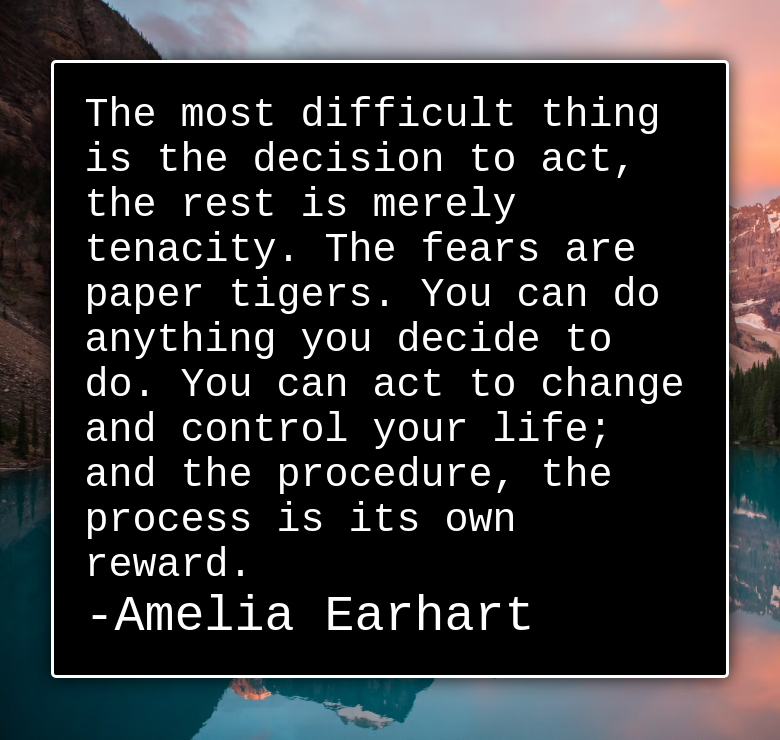 The most difficult thing
is the decision to act,
the rest is merely
tenacity. The fears are
paper tigers. You can do
anything you decide to
do. You can act to change
and control your life;
and the procedure, the
process is its own
reward.
-Amelia Earhart